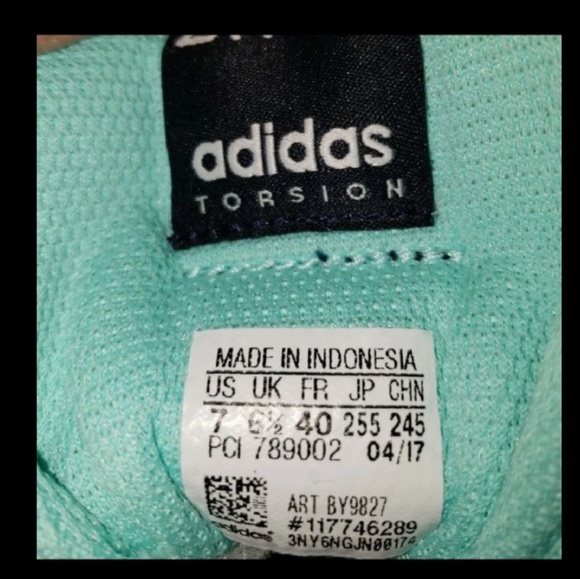 adidas
TORSION
MADE IN INDONESIA
US UK FR JP CHN
7 6½ 40 255 245
PCI 789002 04/17
ART BY9827
adidas #117746289
3NY6NGJN00174